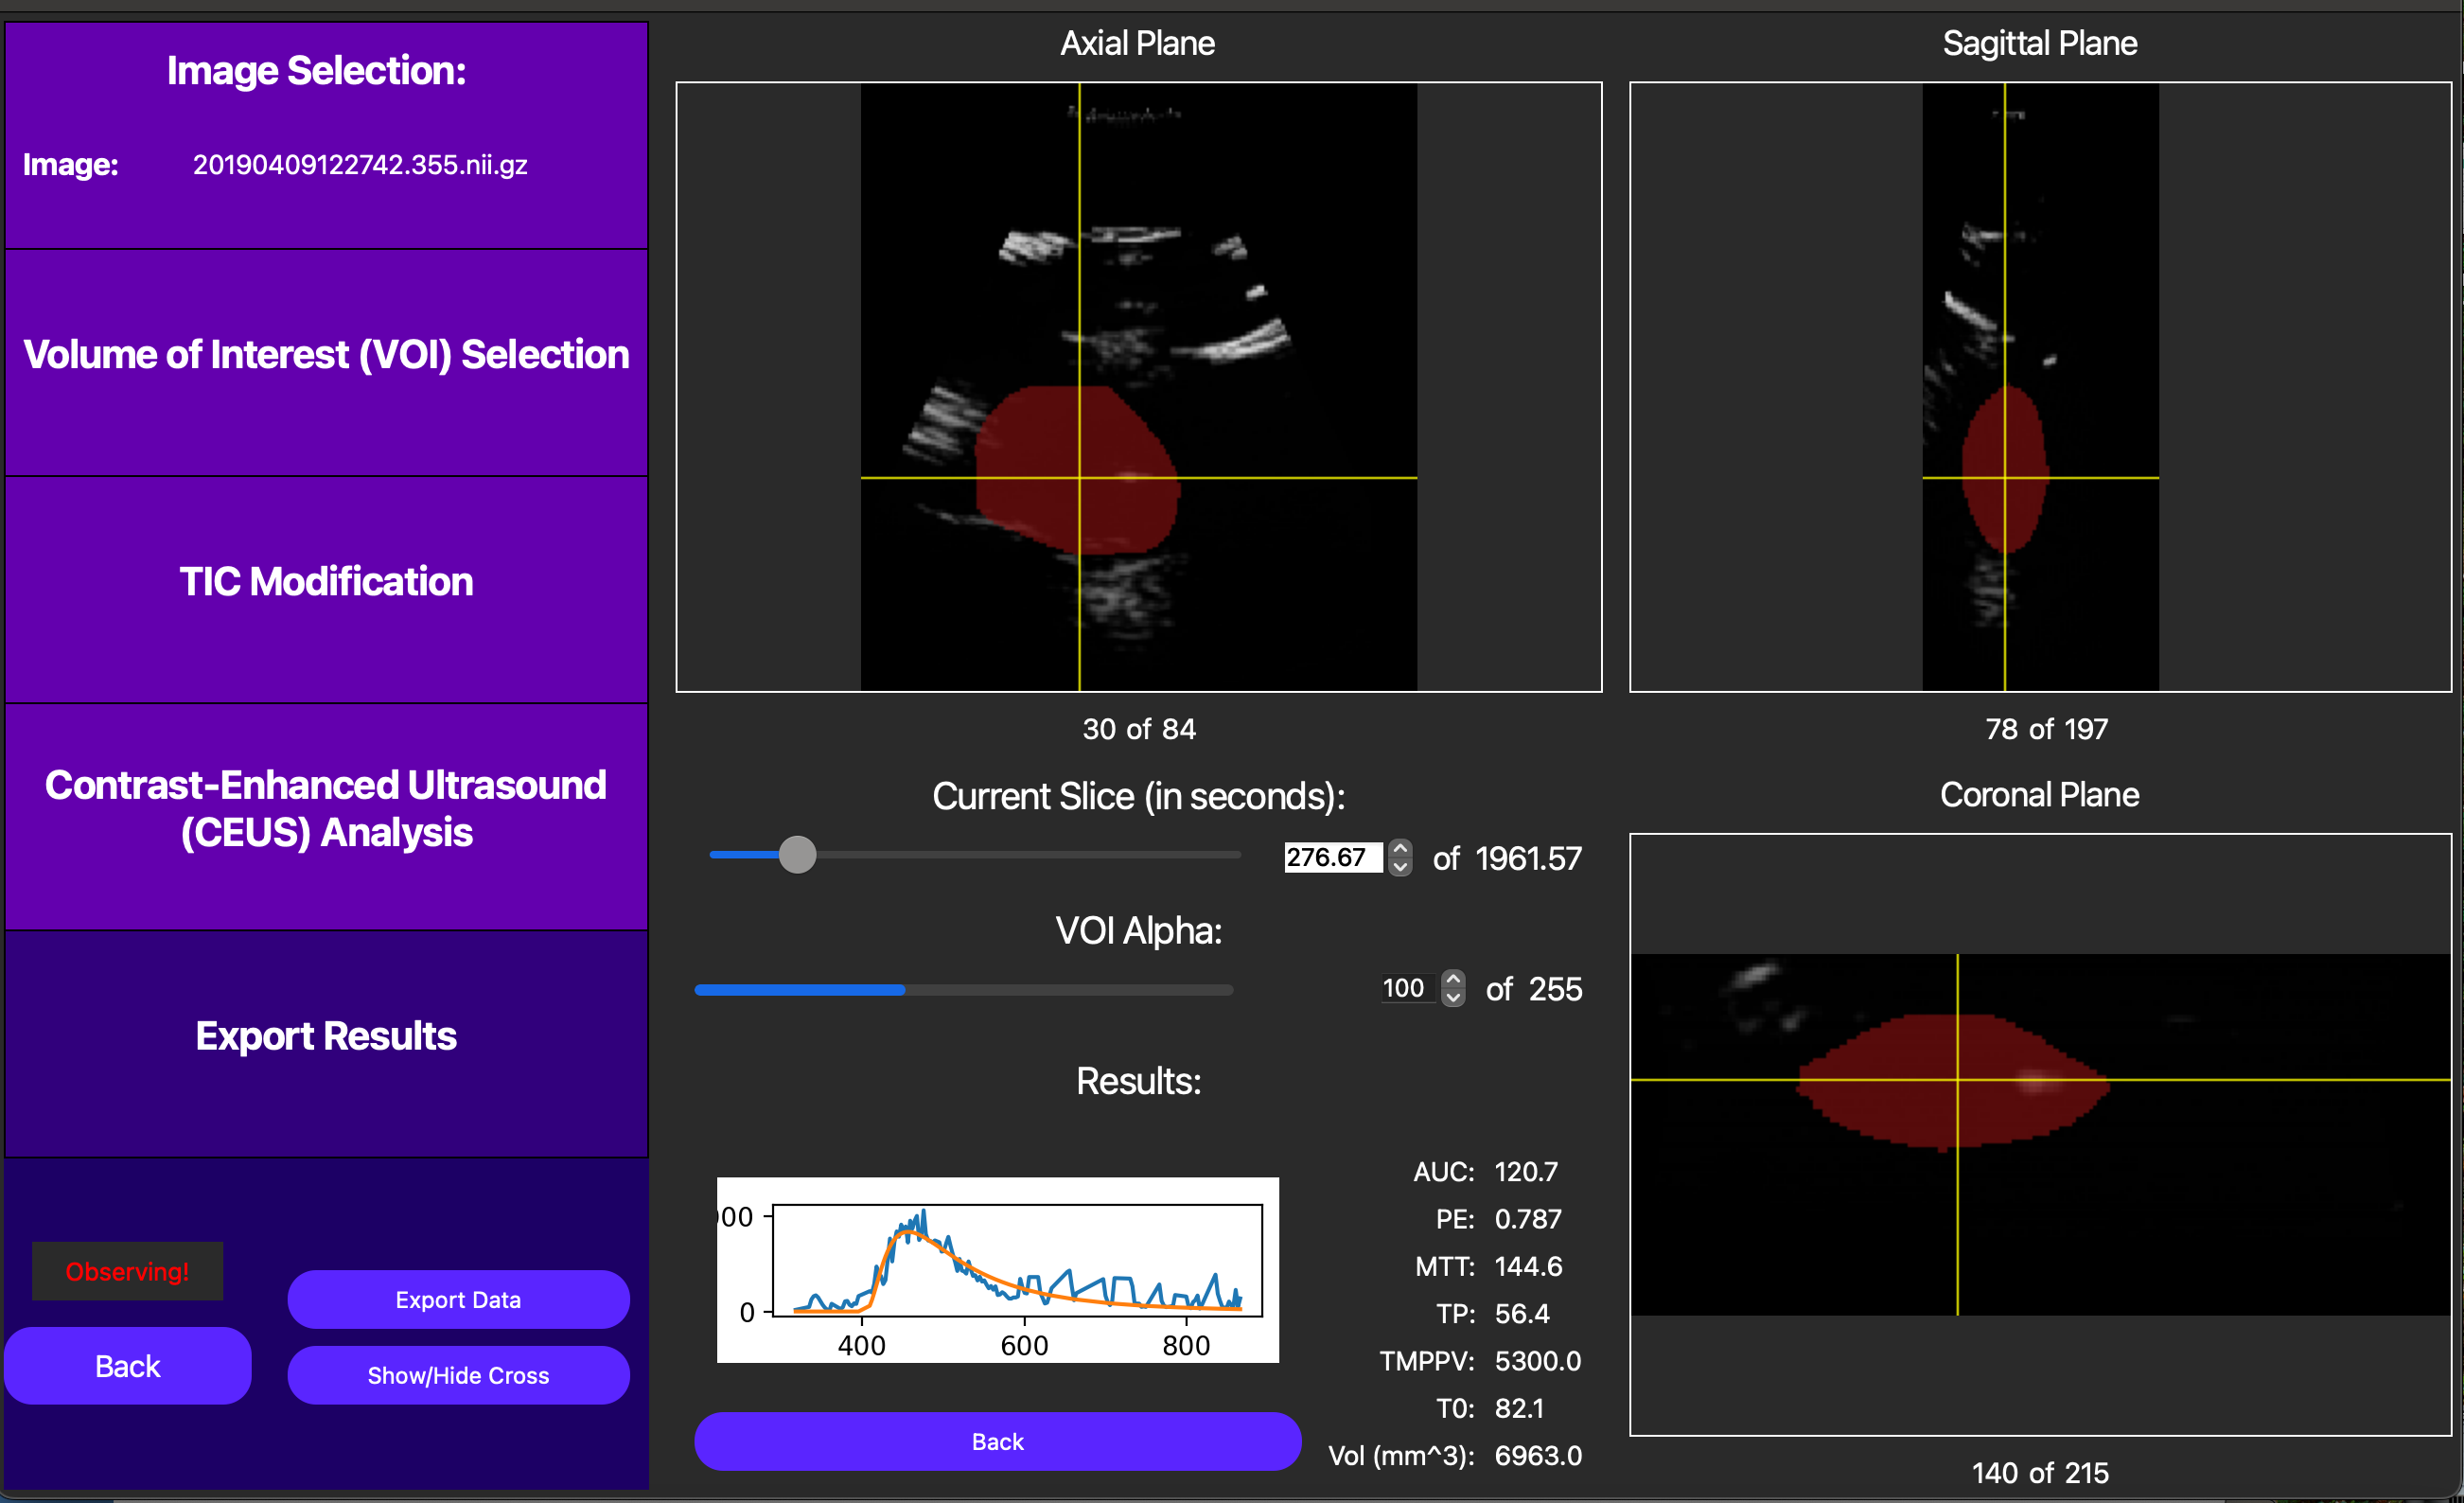 Image Selection:
Image: 20190409122742.355.nii.gz
Volume of Interest (VOI) Selection
TIC Modification
Contrast-Enhanced Ultrasound
(CEUS) Analysis
Export Results
Observing!
Export Data
Back
Show/Hide Cross
Axial Plane
30 of 84
Sagittal Plane
78 of 197
Current Slice (in seconds):
276.67 of 1961.57
VOI Alpha:
100 of 255
Results:
0
400 600 800
Back
AUC: 120.7
PE: 0.787
MTT: 144.6
TP: 56.4
TMPPV: 5300.0
T0: 82.1
Vol (mm^3): 6963.0
Coronal Plane
140 of 215